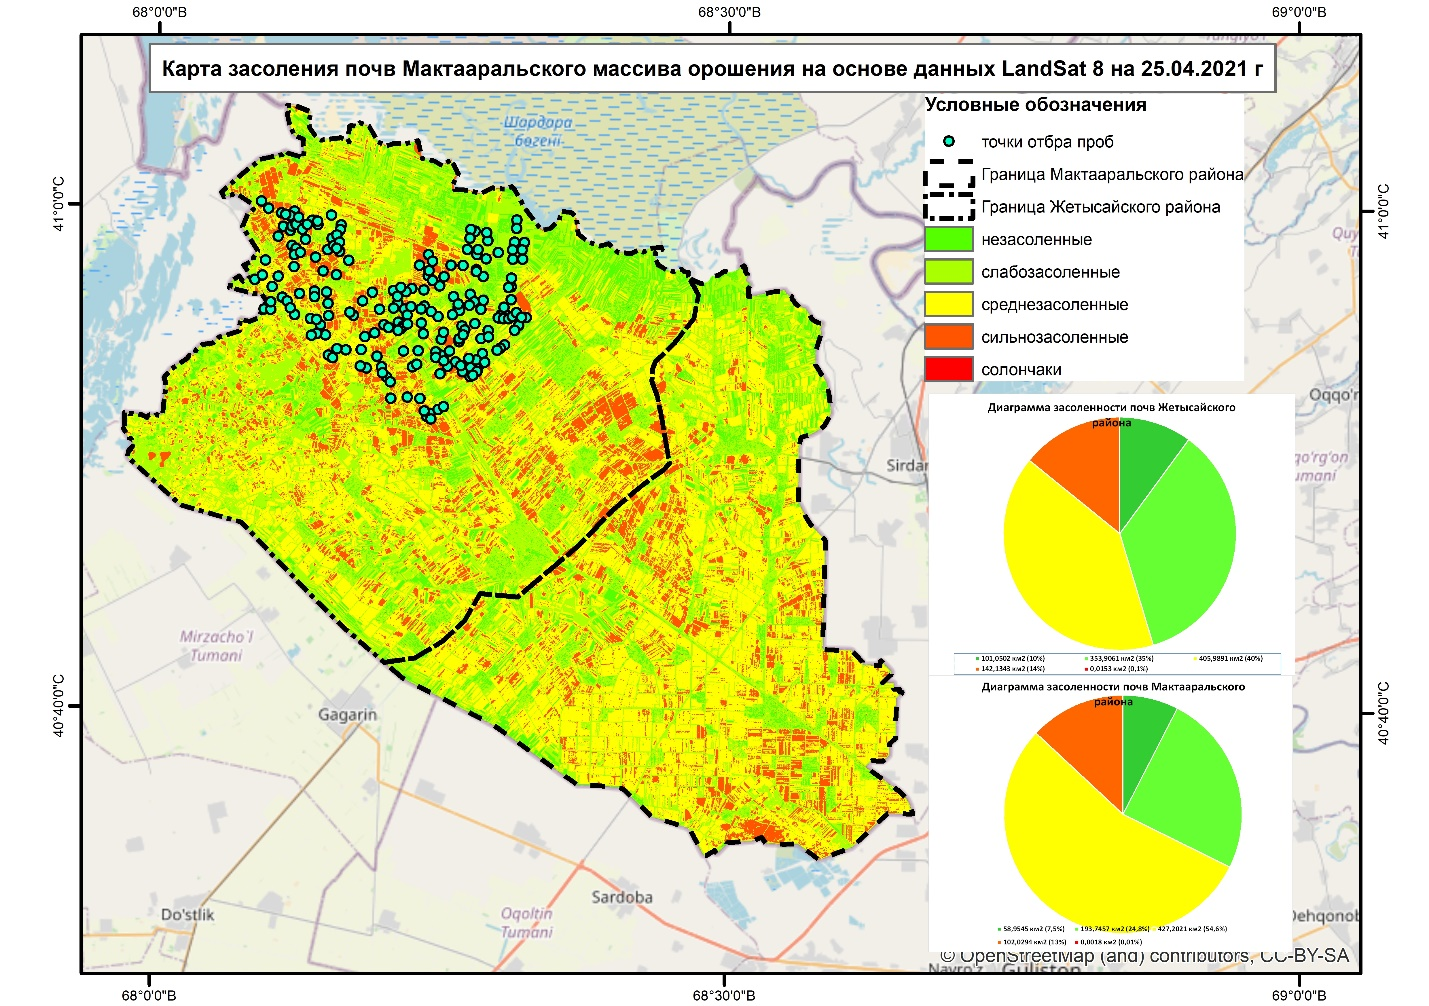 68°0'0"В
68°30'0"В
69°0'0"В
Карта засоления почв Мактааральского массива орошения на основе данных LandSat 8 на 25.04.2021 г
Шардара
бөгені
41°0'0"С
41°0'0"С
Условные обозначения
точки отбра проб
Граница Мактааральского района
Граница Жетысайского района
незасоленные
слабозасоленные
среднезасоленные
сильнозасоленные
солончаки
Oqqo'r
Sirdar
qo'rg'on
umani
Диаграмма засоленности почв Жетысайского
района
101,0502 км2 (10%)
353,9061 (35%)
405,9891 км2 (40%)
142,1348 км2 (14%)
0,0153 км2 (0,1%)
Mirzacho'l
Tumani
Gagarin
40°40'0"С
40°40'0"С
Диаграмма засоленности почв Мактааральского
района
58,9545 км2 (7,5%)
193,7457 км2 (24,8%)
427,2021 км2 (54,6%)
102,0294 км2 (13%)
0,0018 км2 (0,01%)
Sardoba
Do'stlik
Oqoltin
Tumani
Dehqonob
© OpenStreetMap (and) contributors, CC-BY-SA
Navro'z
Guliston
68°0'0"В
68°30'0"В
69°0'0"В